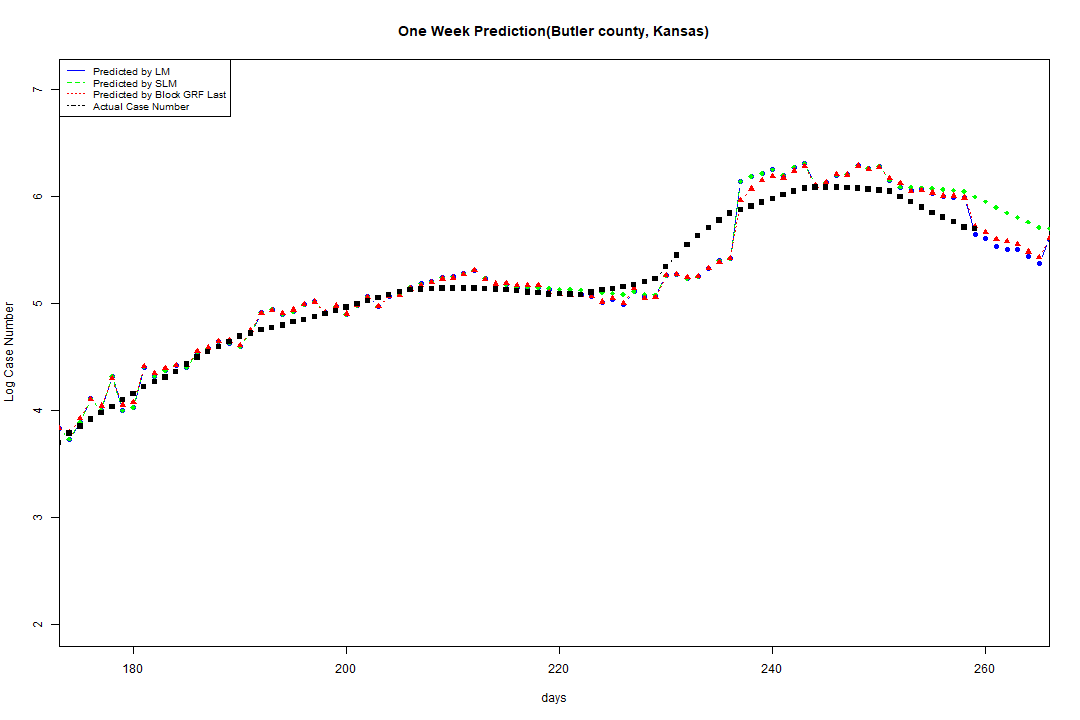 One Week Prediction(Butler county, Kansas)
Predicted by LM
Predicted by SLM
Predicted by Block GRF Last
Actual Case Number
Log Case Number
7
6
5
4
3
2
180 200 220 240 260
days